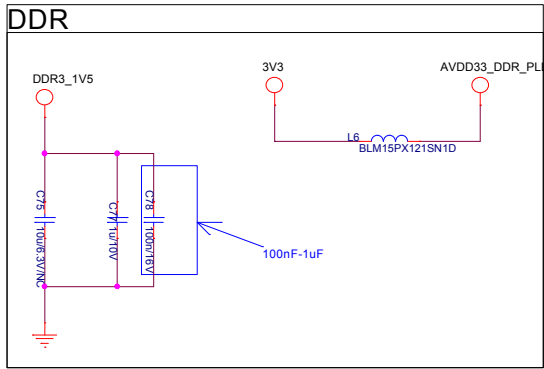 DDR
DDR3_1V5
3V3
AVDD33_DDR_PLL
L6
BLM15PX121SN1D
C75
10u/6.3V/NC
C77
1u/10V
C78
100n/16V
100nF-1uF